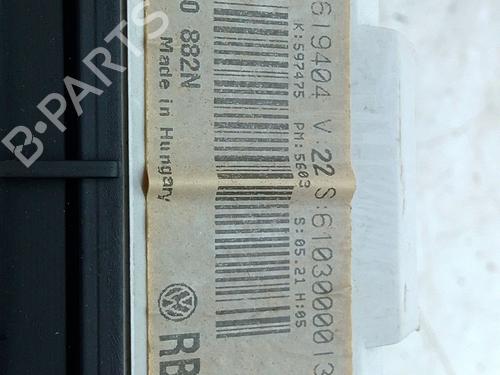 619404 V:22 S:6103000013
K:597475 PM:5603 S:05.21 H:05
0 882N
Made in Hungary
RB
B-PARTS